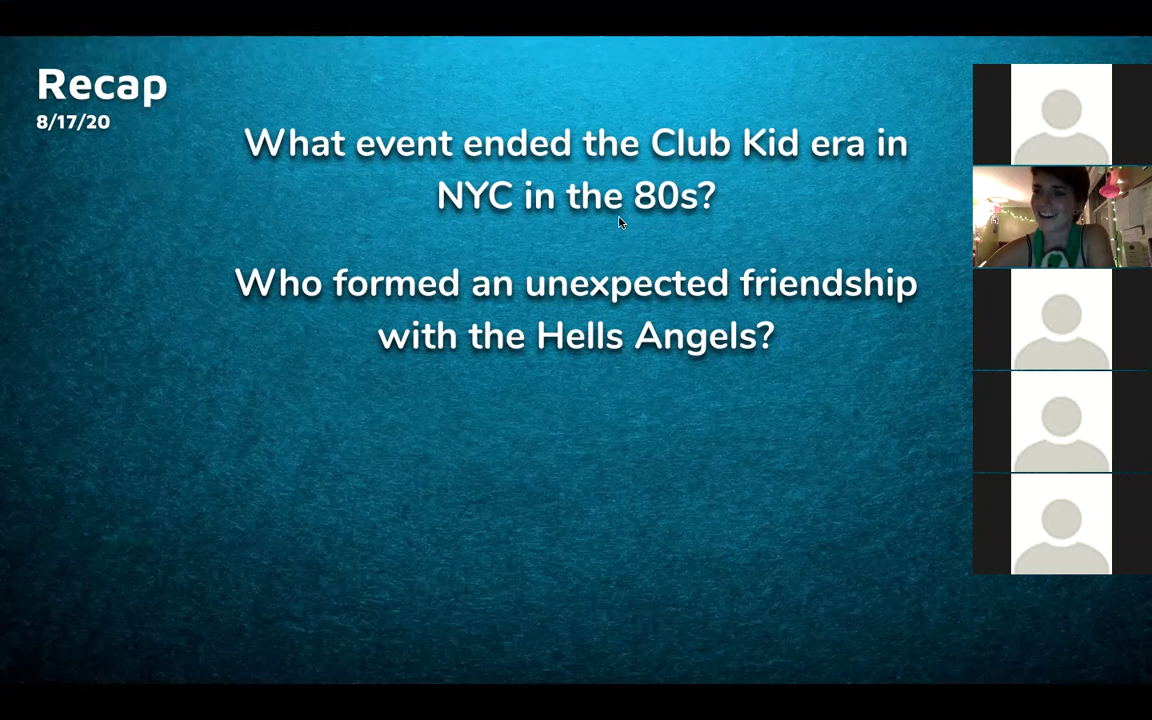 Recap
8/17/20
What event ended the Club Kid era in
NYC in the 80s?
Who formed an unexpected friendship
with the Hells Angels?